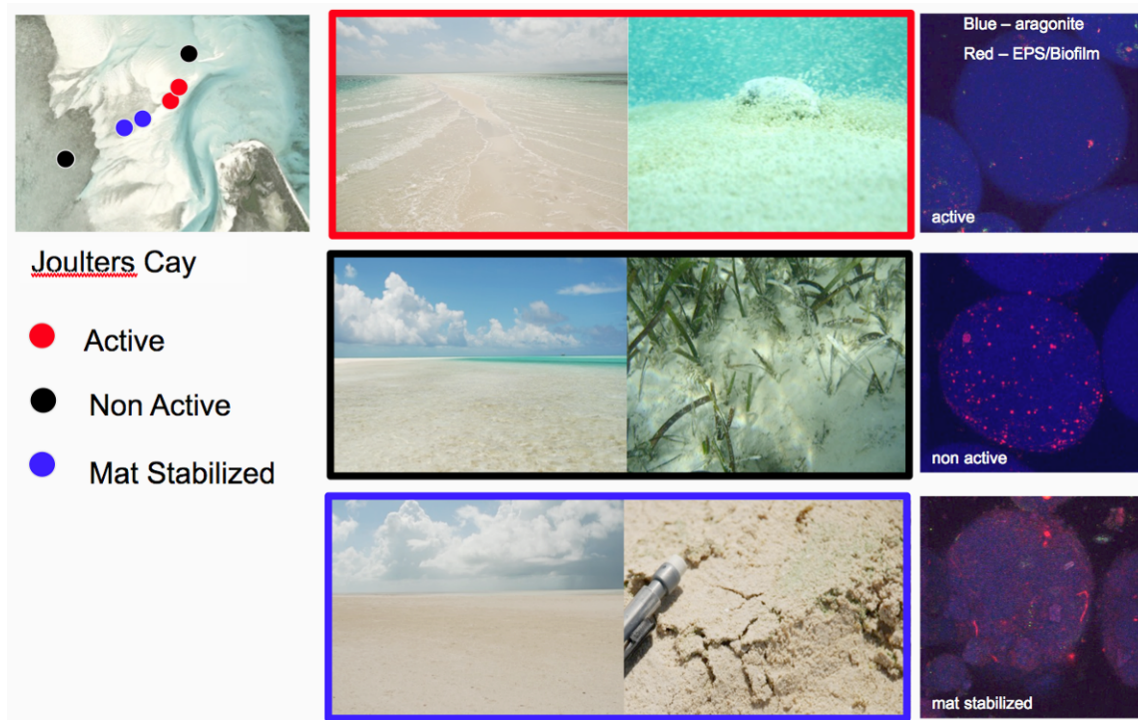 Joulters Cay
Active
Non Active
Mat Stabilized
Blue – aragonite
Red – EPS/Biofilm
active
non active
mat stabilized